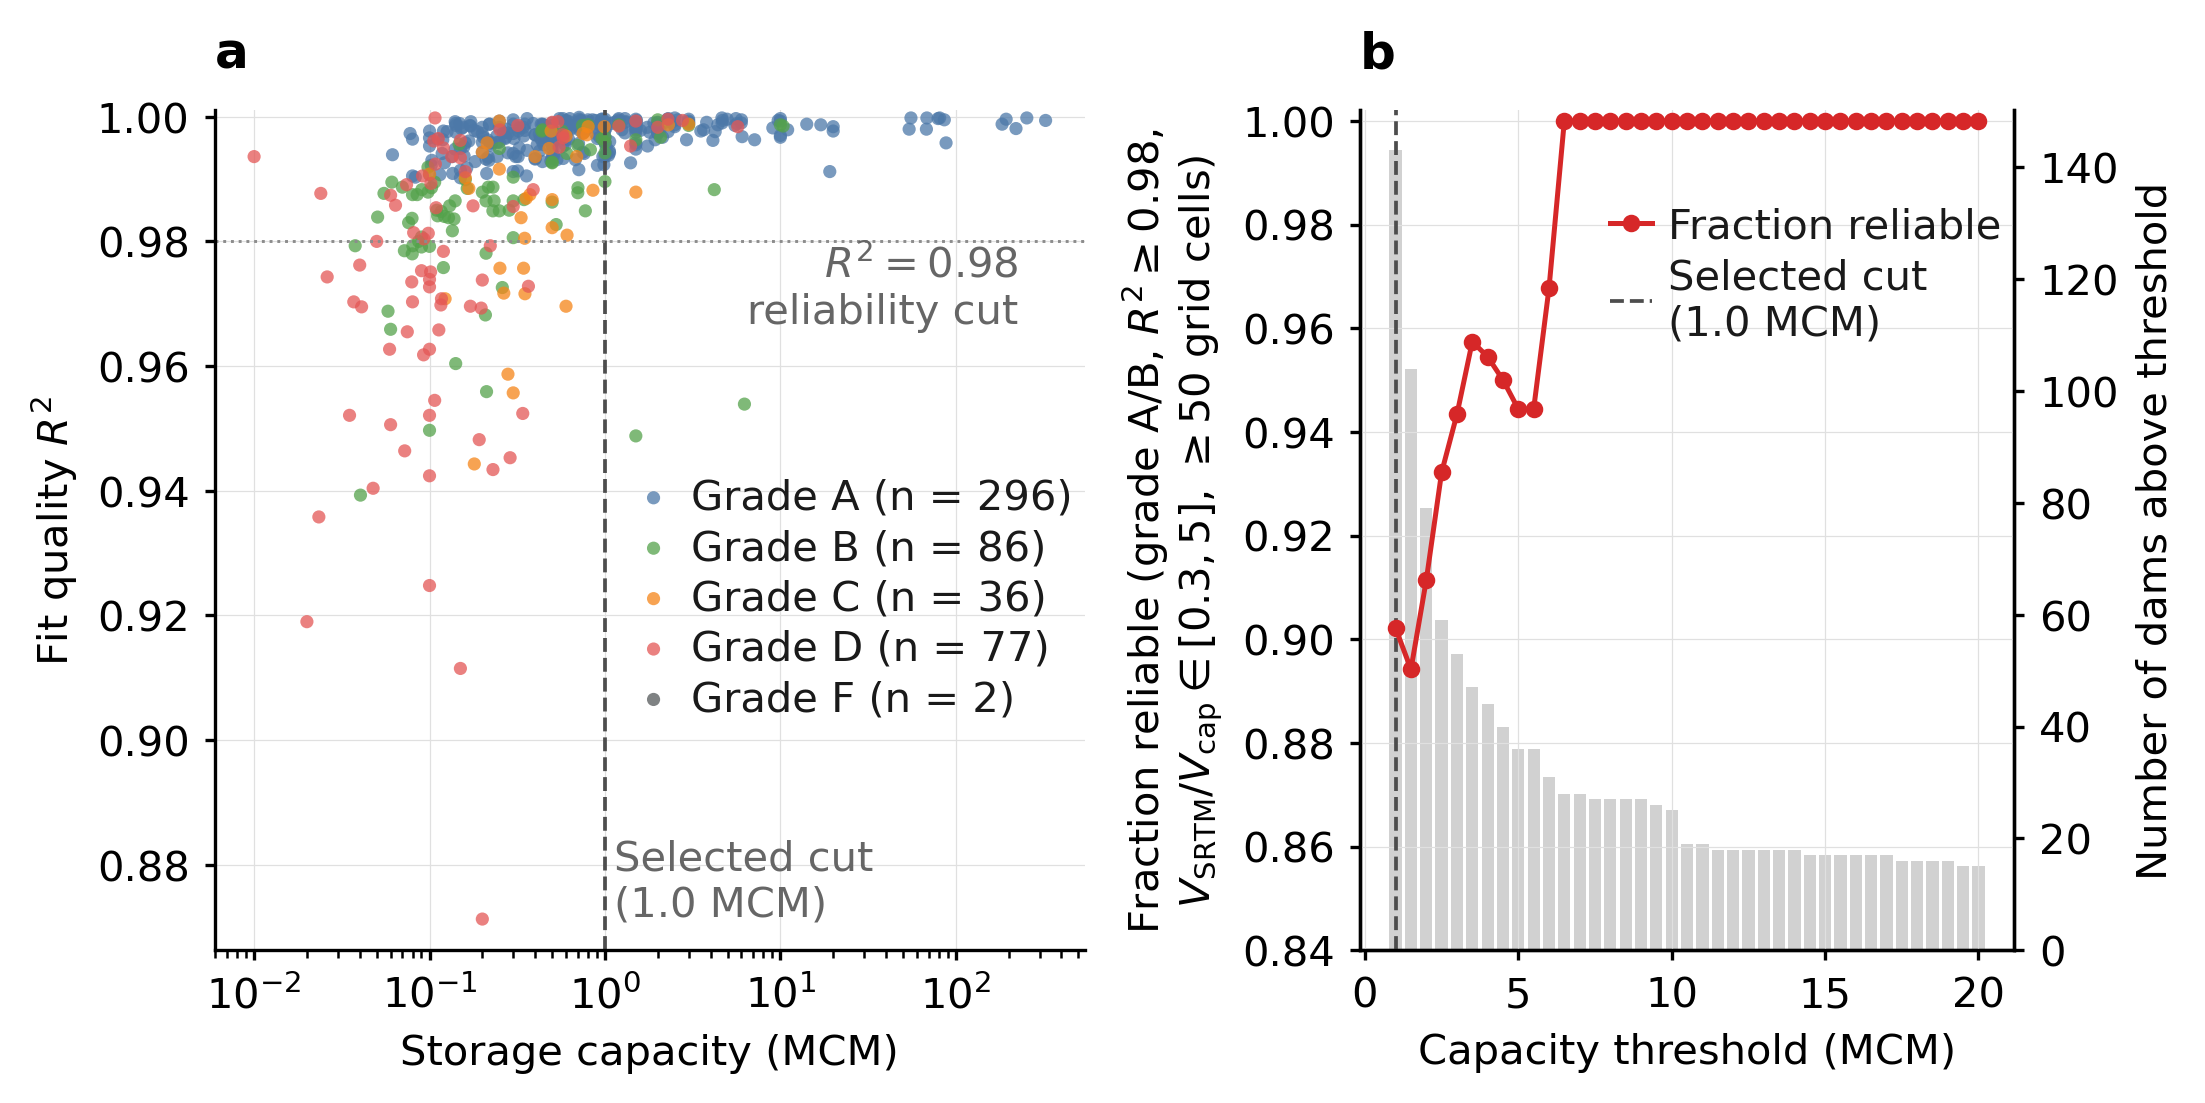 a
1.00
0.98
0.96
0.94
0.92
0.90
0.88
Fit quality R²
R² = 0.98
reliability cut
Grade A (n = 296)
Grade B (n = 86)
Grade C (n = 36)
Grade D (n = 77)
Grade F (n = 2)
Selected cut
(1.0 MCM)
10⁻² 10⁻¹ 10⁰ 10¹ 10²
Storage capacity (MCM)
b
Fraction reliable (grade A/B, R² ≥ 0.98,
V_SRTM/V_cap ∈ [0.3, 5], ≥ 50 grid cells)
1.00
0.98
0.96
0.94
0.92
0.90
0.88
0.86
0.84
Fraction reliable
Selected cut
(1.0 MCM)
140
120
100
80
60
40
20
0
Number of dams above threshold
0 5 10 15 20
Capacity threshold (MCM)